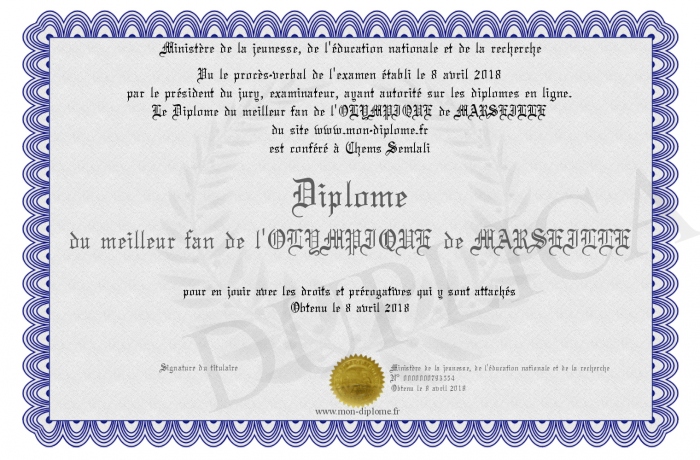 Ministère de la jeunesse, de l'éducation nationale et de la recherche
Vu le procès-verbal de l'examen établi le 8 avril 2018
par le président du jury, examinateur, ayant autorité sur les diplomes en ligne.
Le Diplome du meilleur fan de l'OLYMPIQUE de MARSEILLE
du site www.mon-diplome.fr
est conféré à Chems Semlali
Diplome
du meilleur fan de l'OLYMPIQUE de MARSEILLE
DUPLICA
pour en jouir avec les droits et prérogatives qui y sont attachés
Obtenu le 8 avril 2018
Signature du titulaire
Ministère de la jeunesse, de l'éducation nationale et de la recherche
N° 0000000793354
Obtenu le 8 avril 2018
www.mon-diplome.fr